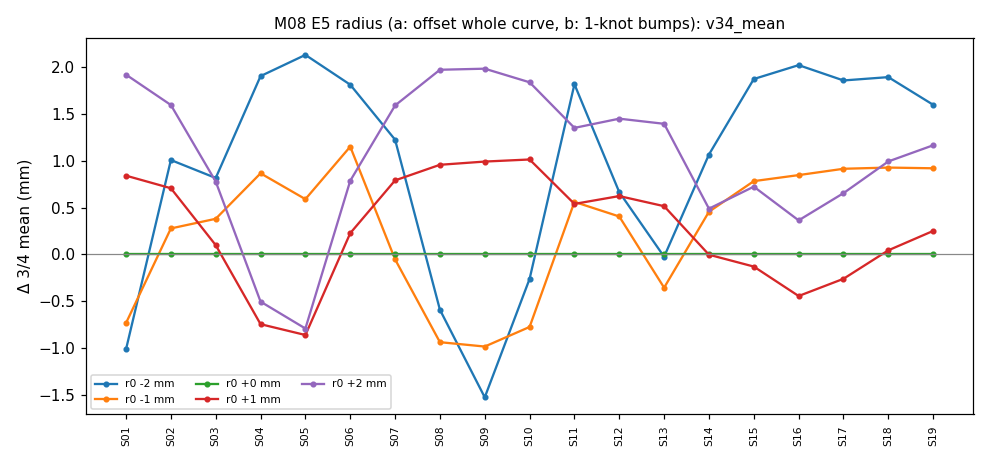 M08 E5 radius (a: offset whole curve, b: 1-knot bumps): v34_mean
Δ 3/4 mean (mm)
2.0
1.5
1.0
0.5
0.0
−0.5
−1.0
−1.5
r0 -2 mm r0 +0 mm r0 +2 mm
r0 -1 mm r0 +1 mm
S01 S02 S03 S04 S05 S06 S07 S08 S09 S10 S11 S12 S13 S14 S15 S16 S17 S18 S19